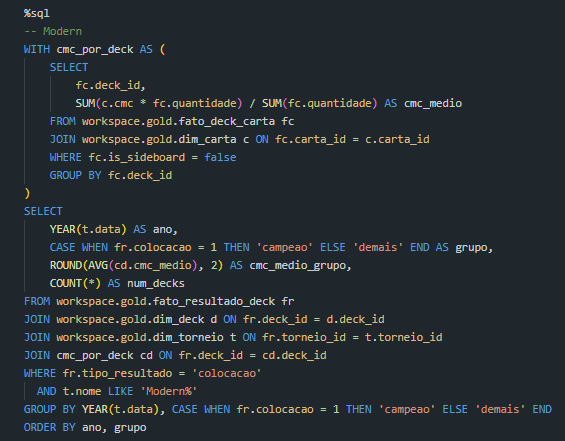 %sql
-- Modern
WITH cmc_por_deck AS (
SELECT
fc.deck_id,
SUM(c.cmc * fc.quantidade) / SUM(fc.quantidade) AS cmc_medio
FROM workspace.gold.fato_deck_carta fc
JOIN workspace.gold.dim_carta c ON fc.carta_id = c.carta_id
WHERE fc.is_sideboard = false
GROUP BY fc.deck_id
)
SELECT
YEAR(t.data) AS ano,
CASE WHEN fr.colocacao = 1 THEN 'campeao' ELSE 'demais' END AS grupo,
ROUND(AVG(cd.cmc_medio), 2) AS cmc_medio_grupo,
COUNT(*) AS num_decks
FROM workspace.gold.fato_resultado_deck fr
JOIN workspace.gold.dim_deck d ON fr.deck_id = d.deck_id
JOIN workspace.gold.dim_torneio t ON fr.torneio_id = t.torneio_id
JOIN cmc_por_deck cd ON fr.deck_id = cd.deck_id
WHERE fr.tipo_resultado = 'colocacao'
AND t.nome LIKE 'Modern%'
GROUP BY YEAR(t.data), CASE WHEN fr.colocacao = 1 THEN 'campeao' ELSE 'demais' END
ORDER BY ano, grupo